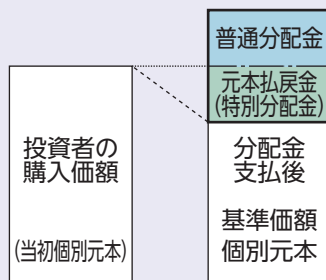 普通分配金
元本払戻金
(特別分配金)
投資者の
購入価額
(当初個別元本)
分配金
支払後
基準価額
個別元本